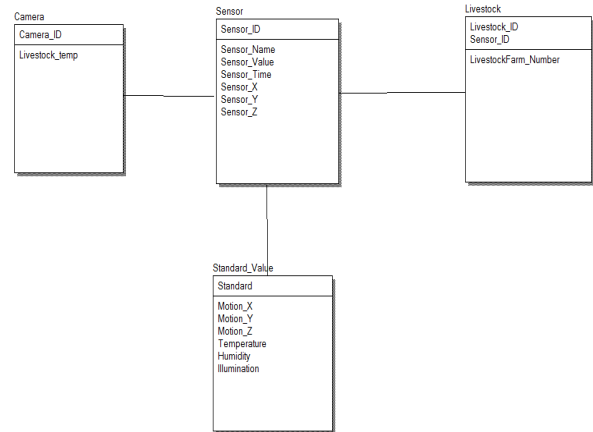 Camera
Camera_ID
Livestock_temp
Sensor
Sensor_ID
Sensor_Name
Sensor_Value
Sensor_Time
Sensor_X
Sensor_Y
Sensor_Z
Livestock
Livestock_ID
Sensor_ID
LivestockFarm_Number
Standard_Value
Standard
Motion_X
Motion_Y
Motion_Z
Temperature
Humidity
Illumination